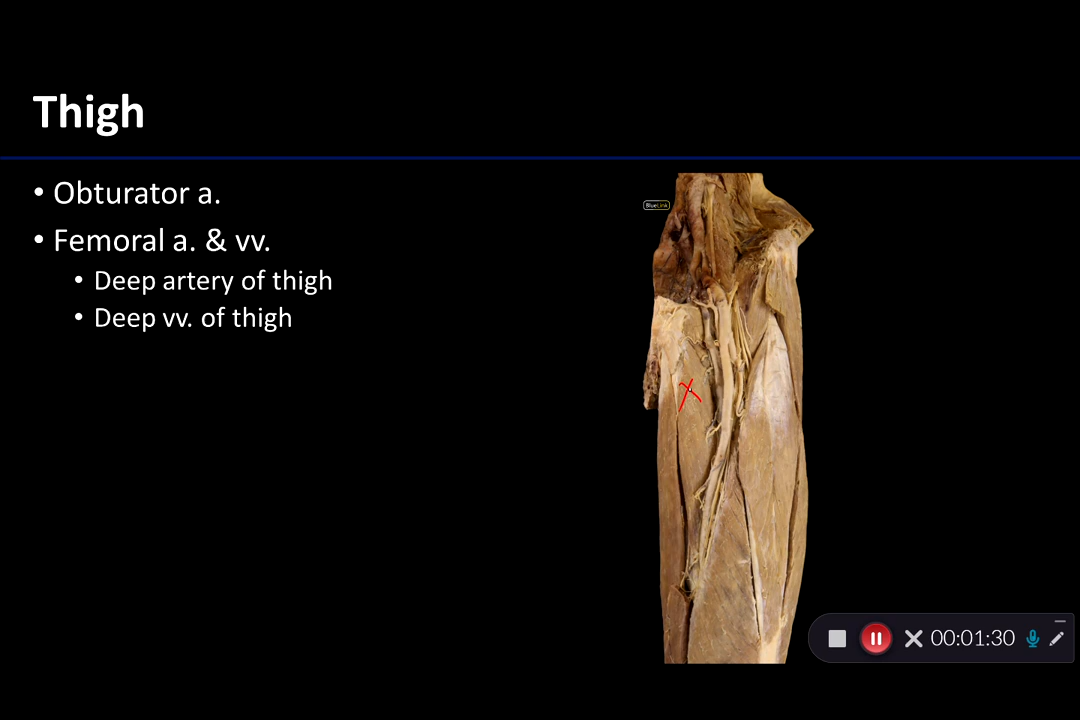 Thigh
• Obturator a.
• Femoral a. & vv.
• Deep artery of thigh
• Deep vv. of thigh
BlueLink
00:01:30